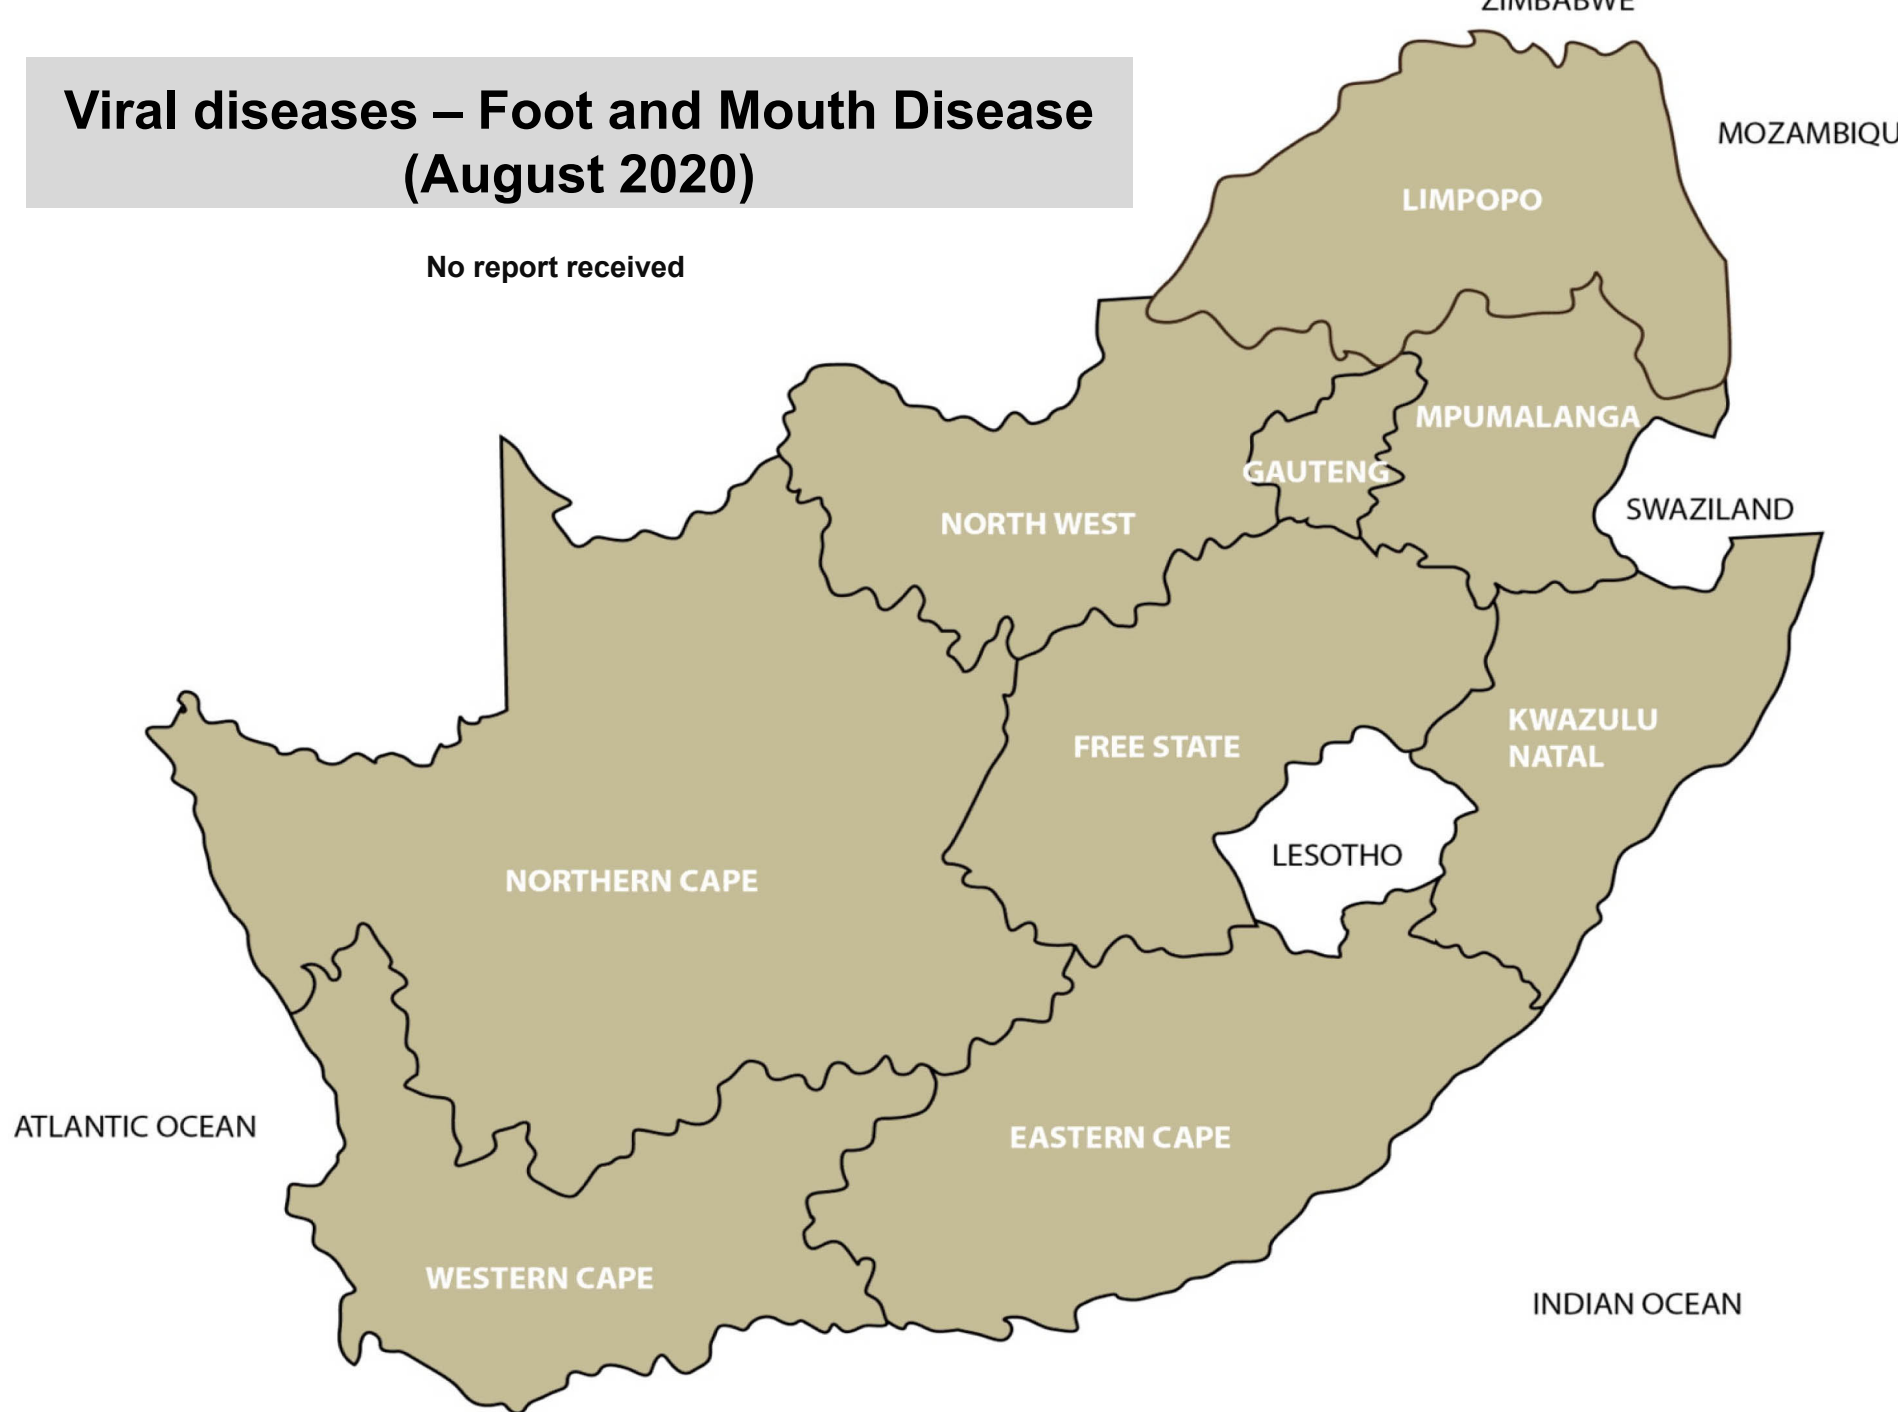 ZIMBABWE
Viral diseases – Foot and Mouth Disease
(August 2020)
MOZAMBIQU
LIMPOPO
No report received
MPUMALANGA
GAUTENG
SWAZILAND
NORTH WEST
KWAZULU
NATAL
FREE STATE
LESOTHO
NORTHERN CAPE
ATLANTIC OCEAN
EASTERN CAPE
WESTERN CAPE
INDIAN OCEAN